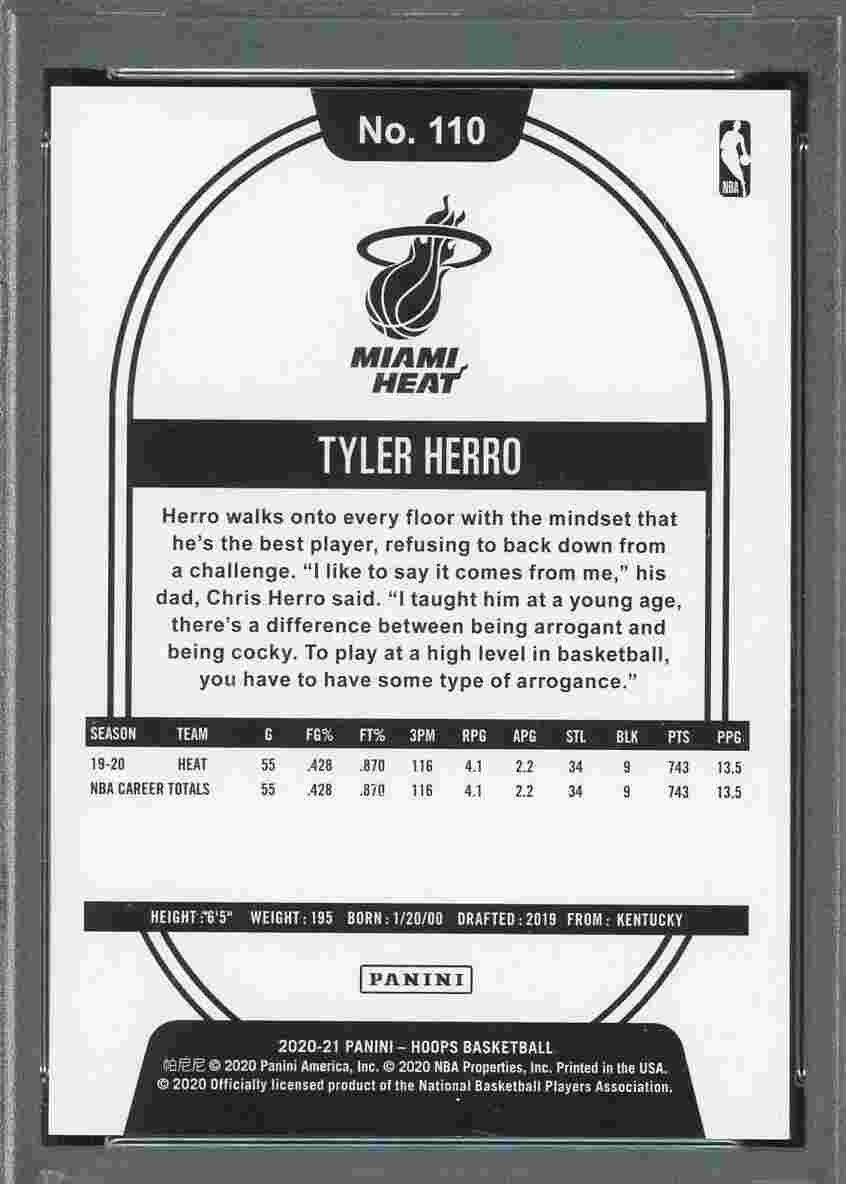 No. 110
NBA
MIAMI
HEAT
TYLER HERRO
Herro walks onto every floor with the mindset that
he's the best player, refusing to back down from
a challenge. “I like to say it comes from me,” his
dad, Chris Herro said. “I taught him at a young age,
there's a difference between being arrogant and
being cocky. To play at a high level in basketball,
you have to have some type of arrogance.”
SEASON TEAM G FG% FT% 3PM RPG APG STL BLK PTS PPG
19-20 HEAT 55 .428 .870 116 4.1 2.2 34 9 743 13.5
NBA CAREER TOTALS 55 .428 .870 116 4.1 2.2 34 9 743 13.5
HEIGHT: 6'5" WEIGHT: 195 BORN: 1/20/00 DRAFTED: 2019 FROM: KENTUCKY
PANINI
2020-21 PANINI – HOOPS BASKETBALL
帕尼尼 © 2020 Panini America, Inc. © 2020 NBA Properties, Inc. Printed in the USA.
© 2020 Officially licensed product of the National Basketball Players Association.